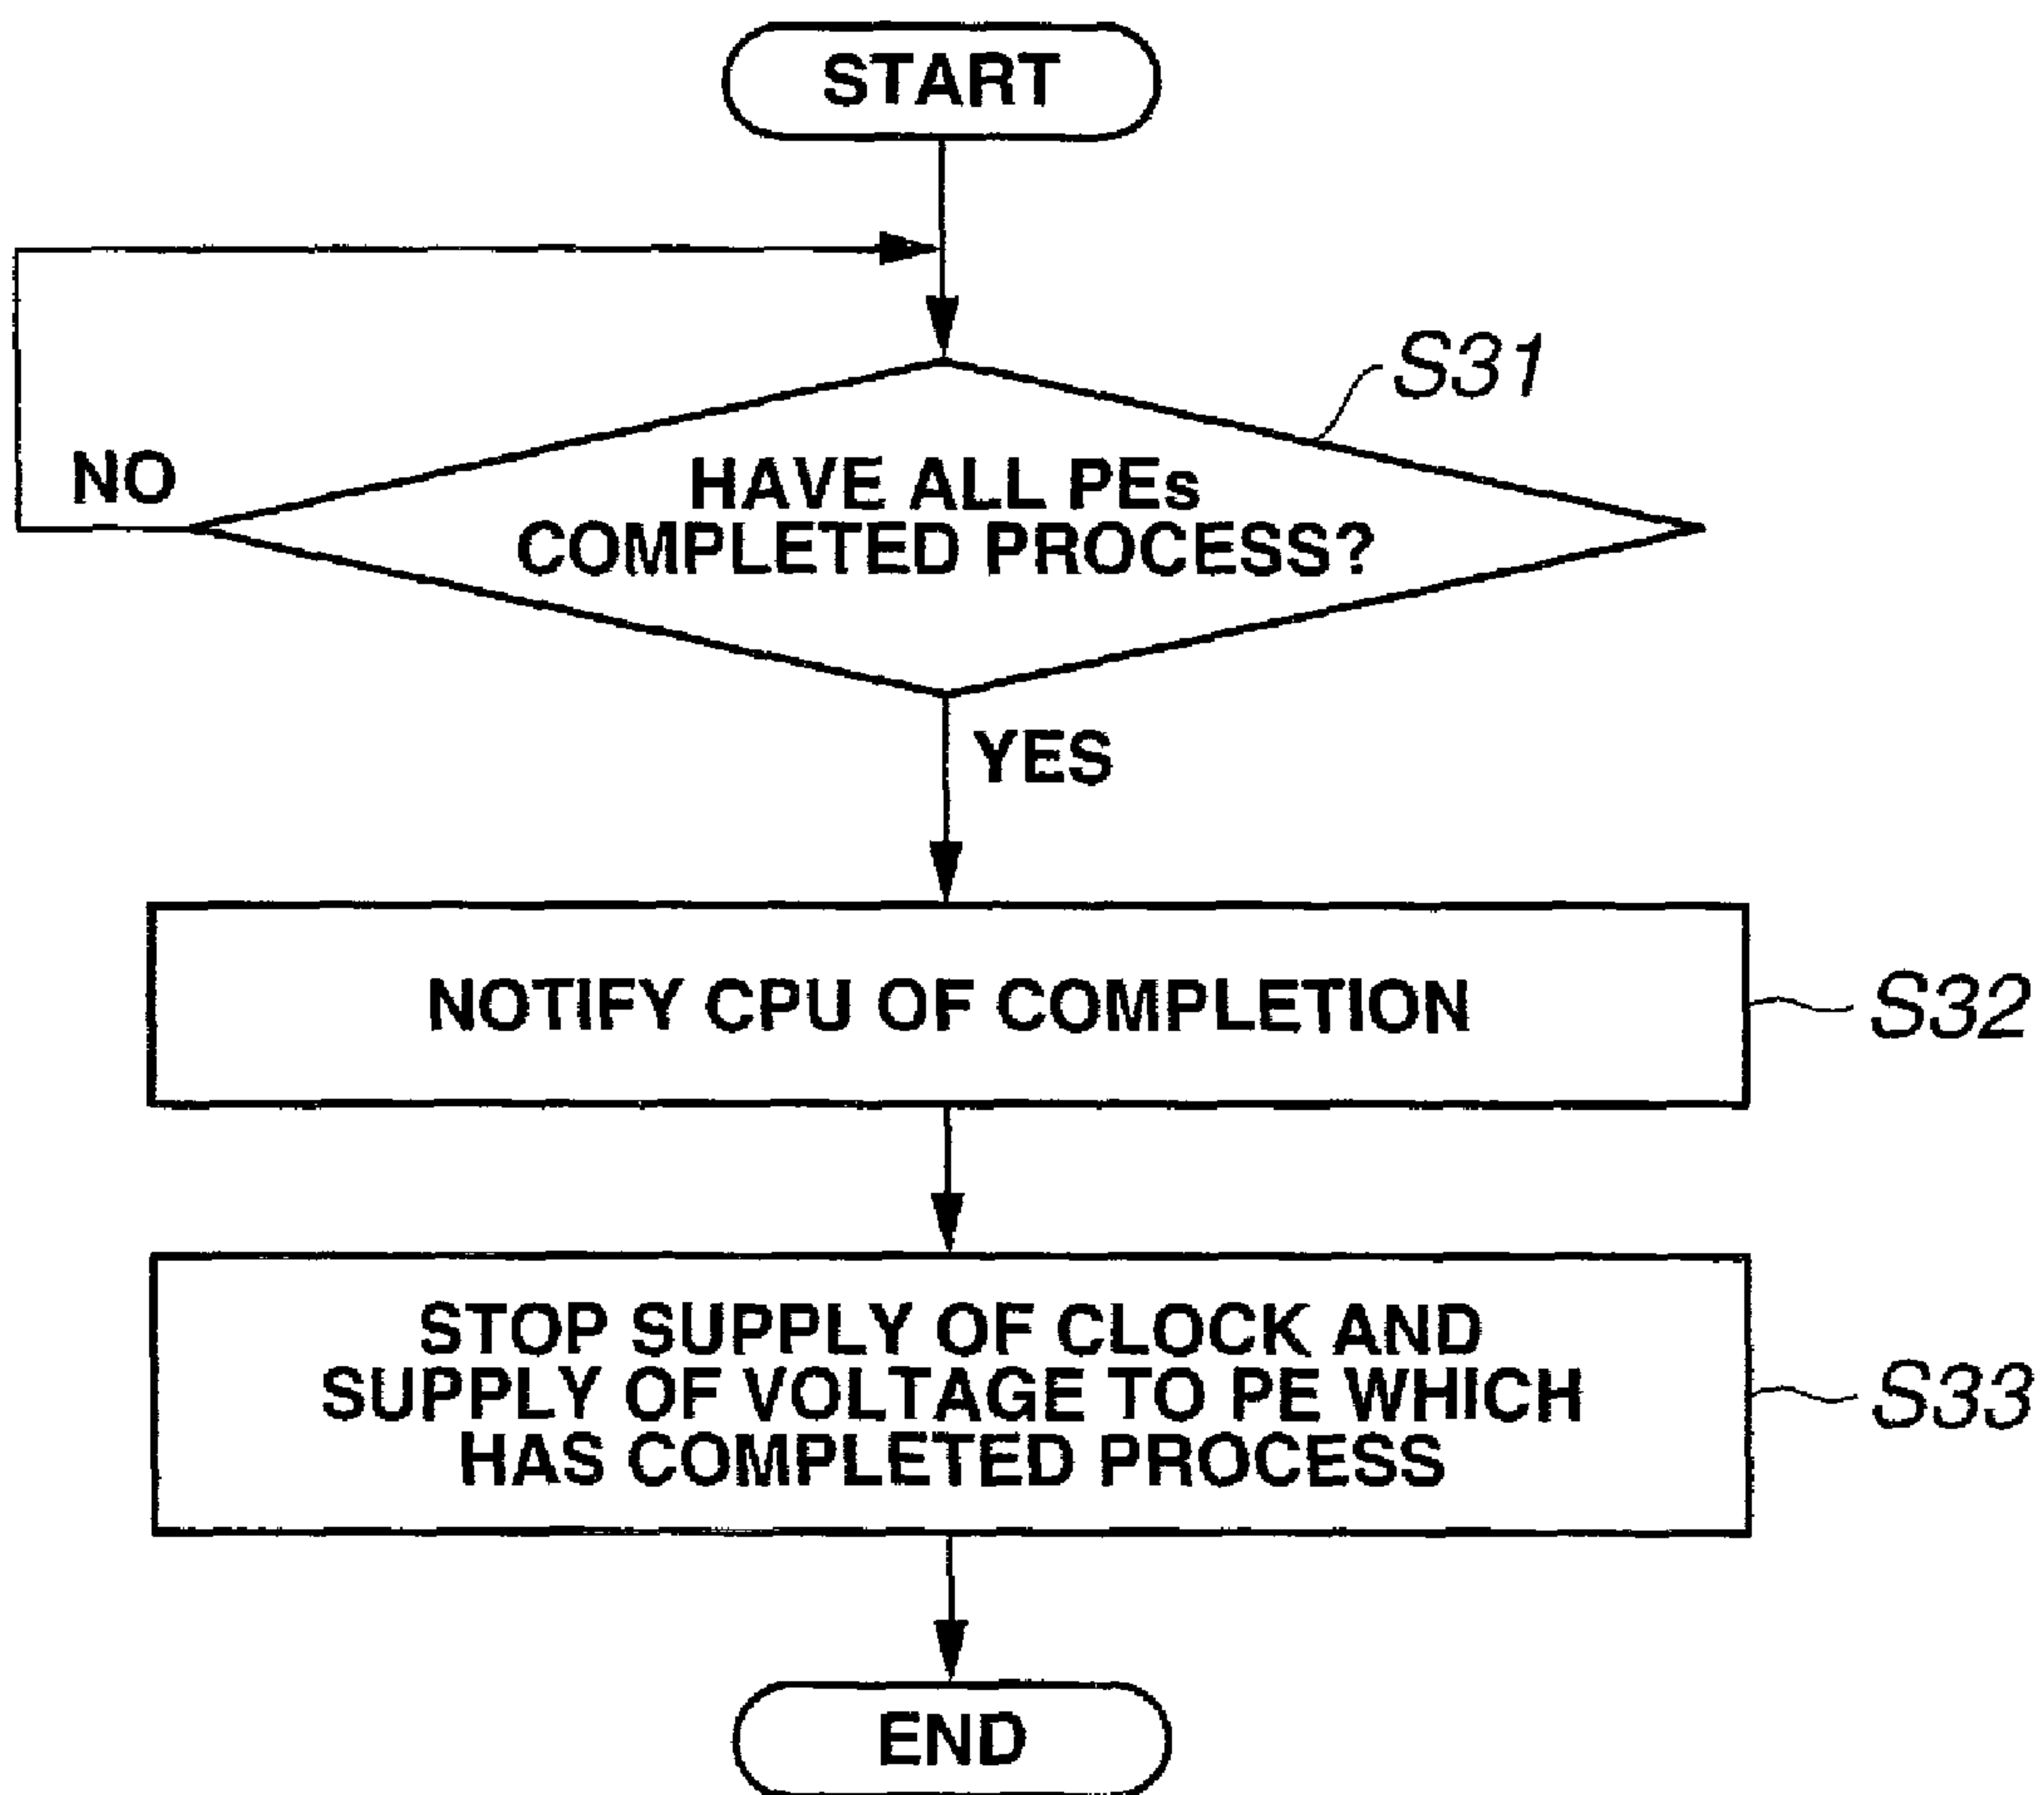 START
S31
NO
HAVE ALL PEs
COMPLETED PROCESS?
YES
NOTIFY CPU OF COMPLETION
S32
STOP SUPPLY OF CLOCK AND
SUPPLY OF VOLTAGE TO PE WHICH
HAS COMPLETED PROCESS
S33
END